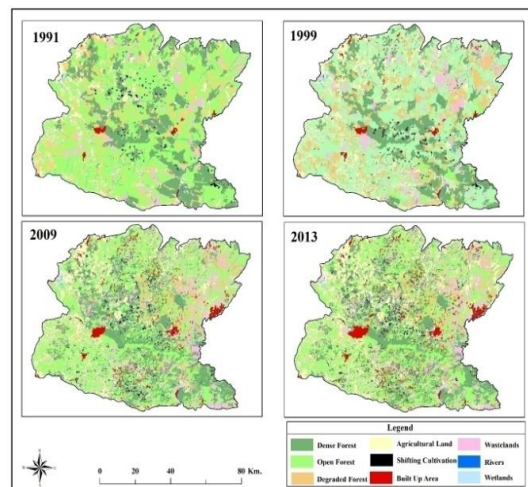 1991
1999
2009
2013
Legend
Dense Forest
Agricultural Land
Wastelands
Open Forest
Shifting Cultivation
Rivers
Degraded Forest
Built Up Area
Wetlands
0 20 40 80 Km.